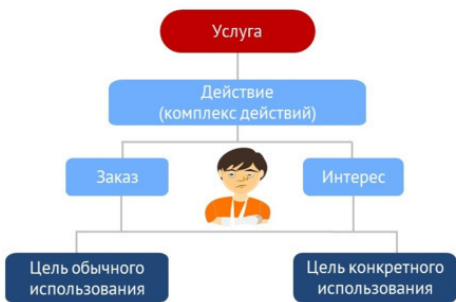 Услуга
Действие
(комплекс действий)
Заказ
Интерес
Цель обычного
использования
Цель конкретного
использования